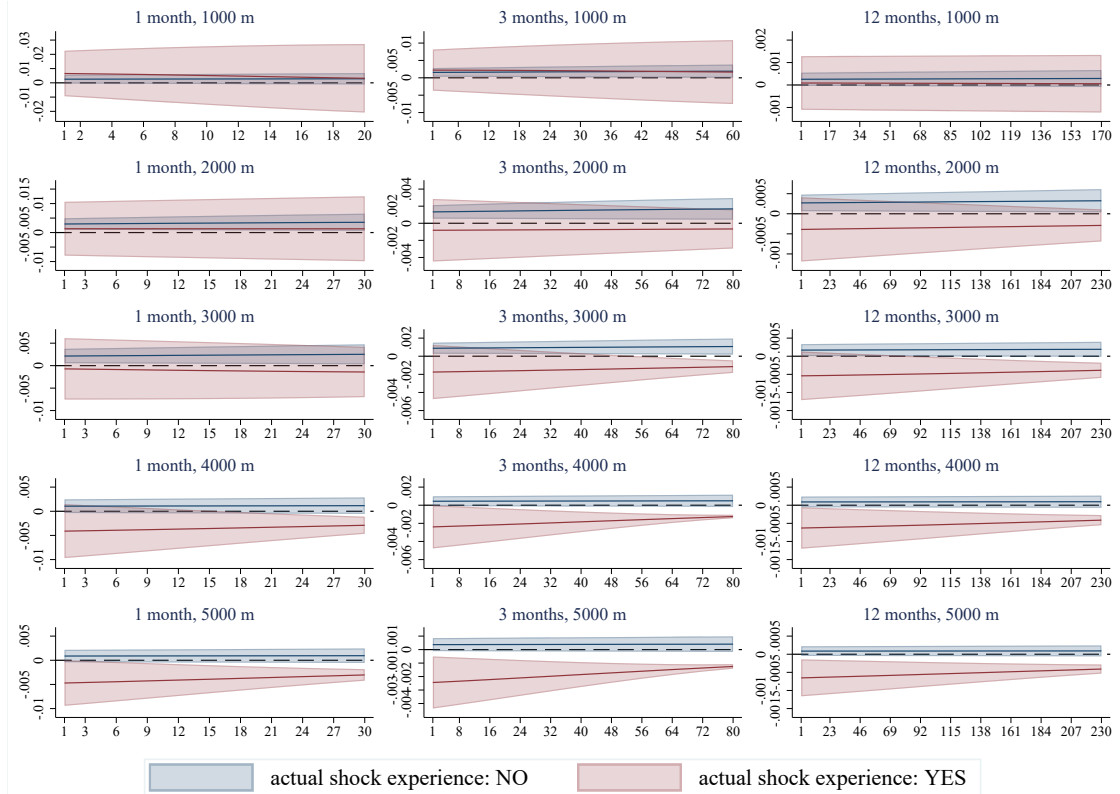 1 month, 1000 m
-.02 -.01 0 .01 .02 .03
1 2 4 6 8 10 12 14 16 18 20
3 months, 1000 m
-.01 -.005 0 .005 .01
1 6 12 18 24 30 36 42 48 54 60
12 months, 1000 m
-.001 0 .001 .002
1 17 34 51 68 85 102 119 136 153 170
1 month, 2000 m
-.01 -.005 0 .005 .01 .015
1 3 6 9 12 15 18 21 24 27 30
3 months, 2000 m
-.004 -.002 0 .002 .004
1 8 16 24 32 40 48 56 64 72 80
12 months, 2000 m
-.001 -.0005 0 .0005
1 23 46 69 92 115 138 161 184 207 230
1 month, 3000 m
-.01 -.005 0 .005
1 3 6 9 12 15 18 21 24 27 30
3 months, 3000 m
-.006 -.004 -.002 0 .002
1 8 16 24 32 40 48 56 64 72 80
12 months, 3000 m
-.0015 -.001 -.0005 0 .0005
1 23 46 69 92 115 138 161 184 207 230
1 month, 4000 m
-.01 -.005 0 .005
1 3 6 9 12 15 18 21 24 27 30
3 months, 4000 m
-.006 -.004 -.002 0 .002
1 8 16 24 32 40 48 56 64 72 80
12 months, 4000 m
-.0015 -.001 -.0005 0 .0005
1 23 46 69 92 115 138 161 184 207 230
1 month, 5000 m
-.01 -.005 0 .005
1 3 6 9 12 15 18 21 24 27 30
3 months, 5000 m
-.004 -.003 -.002 -.001 0 .001
1 8 16 24 32 40 48 56 64 72 80
12 months, 5000 m
-.0015 -.001 -.0005 0 .0005
1 23 46 69 92 115 138 161 184 207 230
actual shock experience: NO
actual shock experience: YES